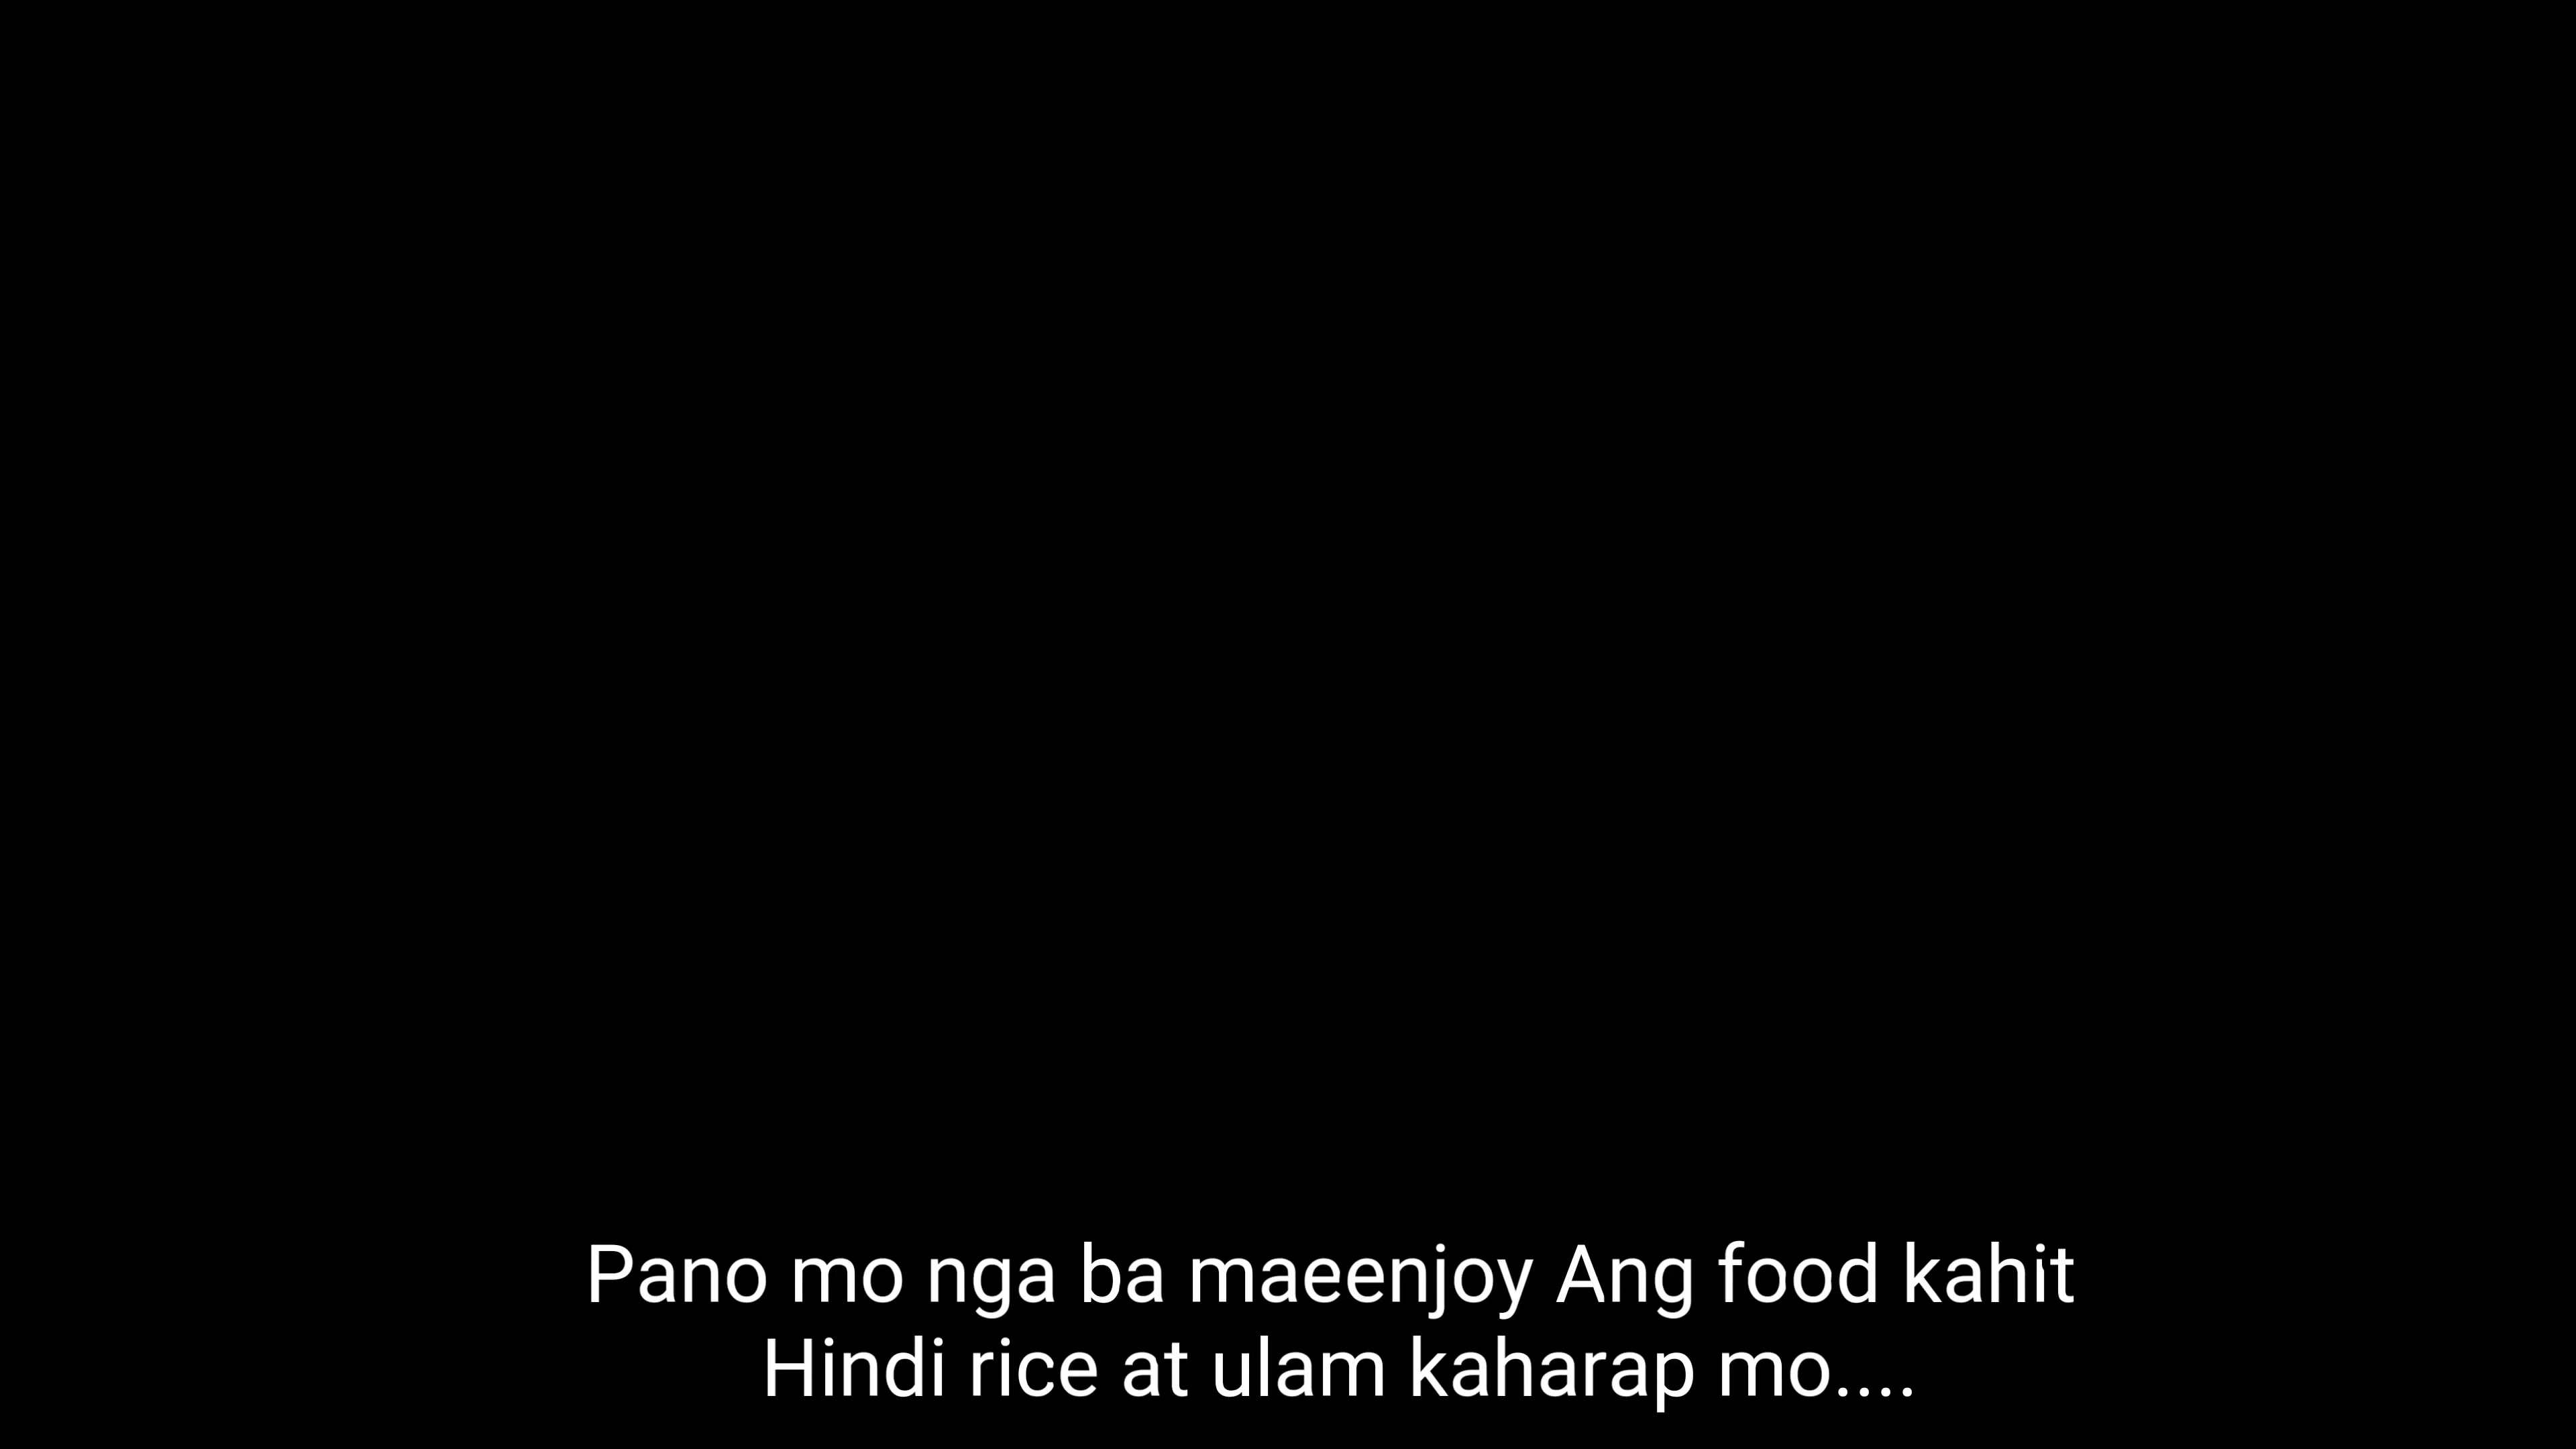 Pano mo nga ba maeenjoy Ang food kahit
Hindi rice at ulam kaharap mo....